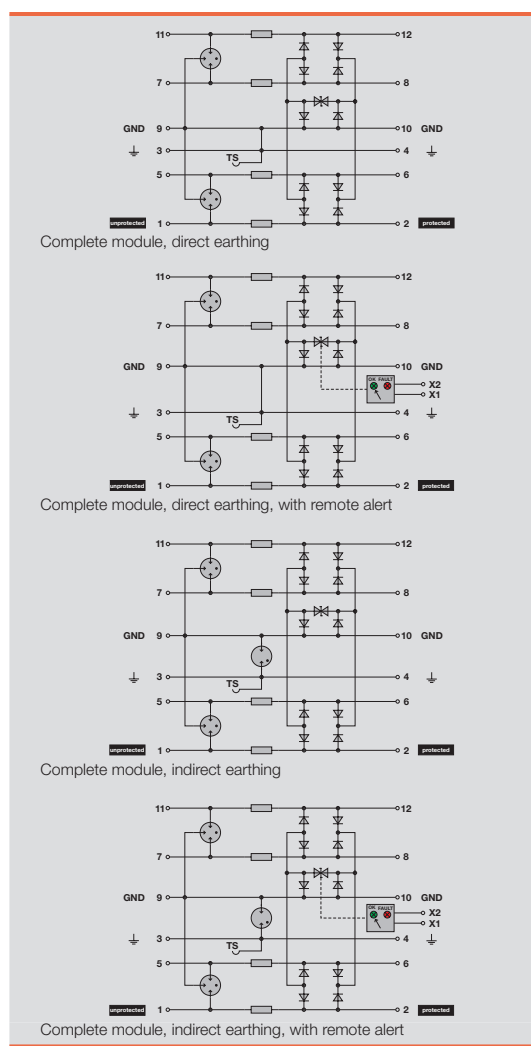 11 12
7 8
GND 9 10 GND
3 4
TS
5 6
unprotected 1 2 protected
Complete module, direct earthing
11 12
7 8
GND 9 10 GND
OK FAULT
X2
X1
3 4
TS
5 6
unprotected 1 2 protected
Complete module, direct earthing, with remote alert
11 12
7 8
GND 9 10 GND
3 4
TS
5 6
unprotected 1 2 protected
Complete module, indirect earthing
11 12
7 8
GND 9 10 GND
OK FAULT
X2
X1
3 4
TS
5 6
unprotected 1 2 protected
Complete module, indirect earthing, with remote alert